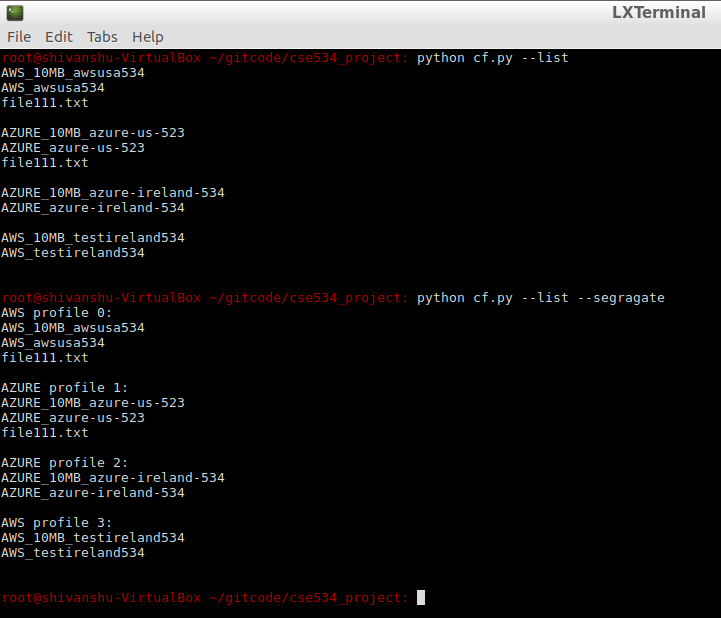 LXTerminal
File Edit Tabs Help
root@shivanshu-VirtualBox ~/gitcode/cse534_project: python cf.py --list
AWS_10MB_awsusa534
AWS_awsusa534
file111.txt
AZURE_10MB_azure-us-523
AZURE_azure-us-523
file111.txt
AZURE_10MB_azure-ireland-534
AZURE_azure-ireland-534
AWS_10MB_testireland534
AWS_testireland534
root@shivanshu-VirtualBox ~/gitcode/cse534_project: python cf.py --list --segragate
AWS profile 0:
AWS_10MB_awsusa534
AWS_awsusa534
file111.txt
AZURE profile 1:
AZURE_10MB_azure-us-523
AZURE_azure-us-523
file111.txt
AZURE profile 2:
AZURE_10MB_azure-ireland-534
AZURE_azure-ireland-534
AWS profile 3:
AWS_10MB_testireland534
AWS_testireland534
root@shivanshu-VirtualBox ~/gitcode/cse534_project: